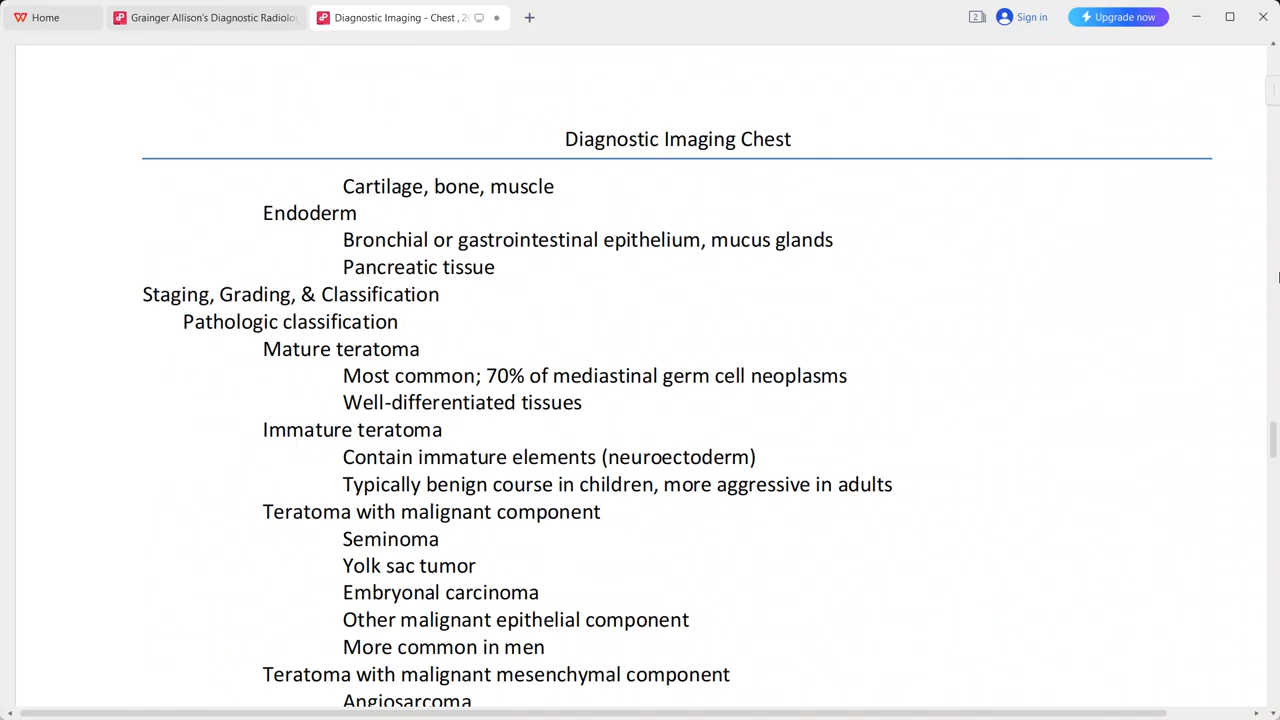 Home
Grainger Allison's Diagnostic Radiolo
Diagnostic Imaging - Chest , 20
2
Sign in
Upgrade now
Diagnostic Imaging Chest
Cartilage, bone, muscle
Endoderm
Bronchial or gastrointestinal epithelium, mucus glands
Pancreatic tissue
Staging, Grading, & Classification
Pathologic classification
Mature teratoma
Most common; 70% of mediastinal germ cell neoplasms
Well-differentiated tissues
Immature teratoma
Contain immature elements (neuroectoderm)
Typically benign course in children, more aggressive in adults
Teratoma with malignant component
Seminoma
Yolk sac tumor
Embryonal carcinoma
Other malignant epithelial component
More common in men
Teratoma with malignant mesenchymal component
Angiosarcoma